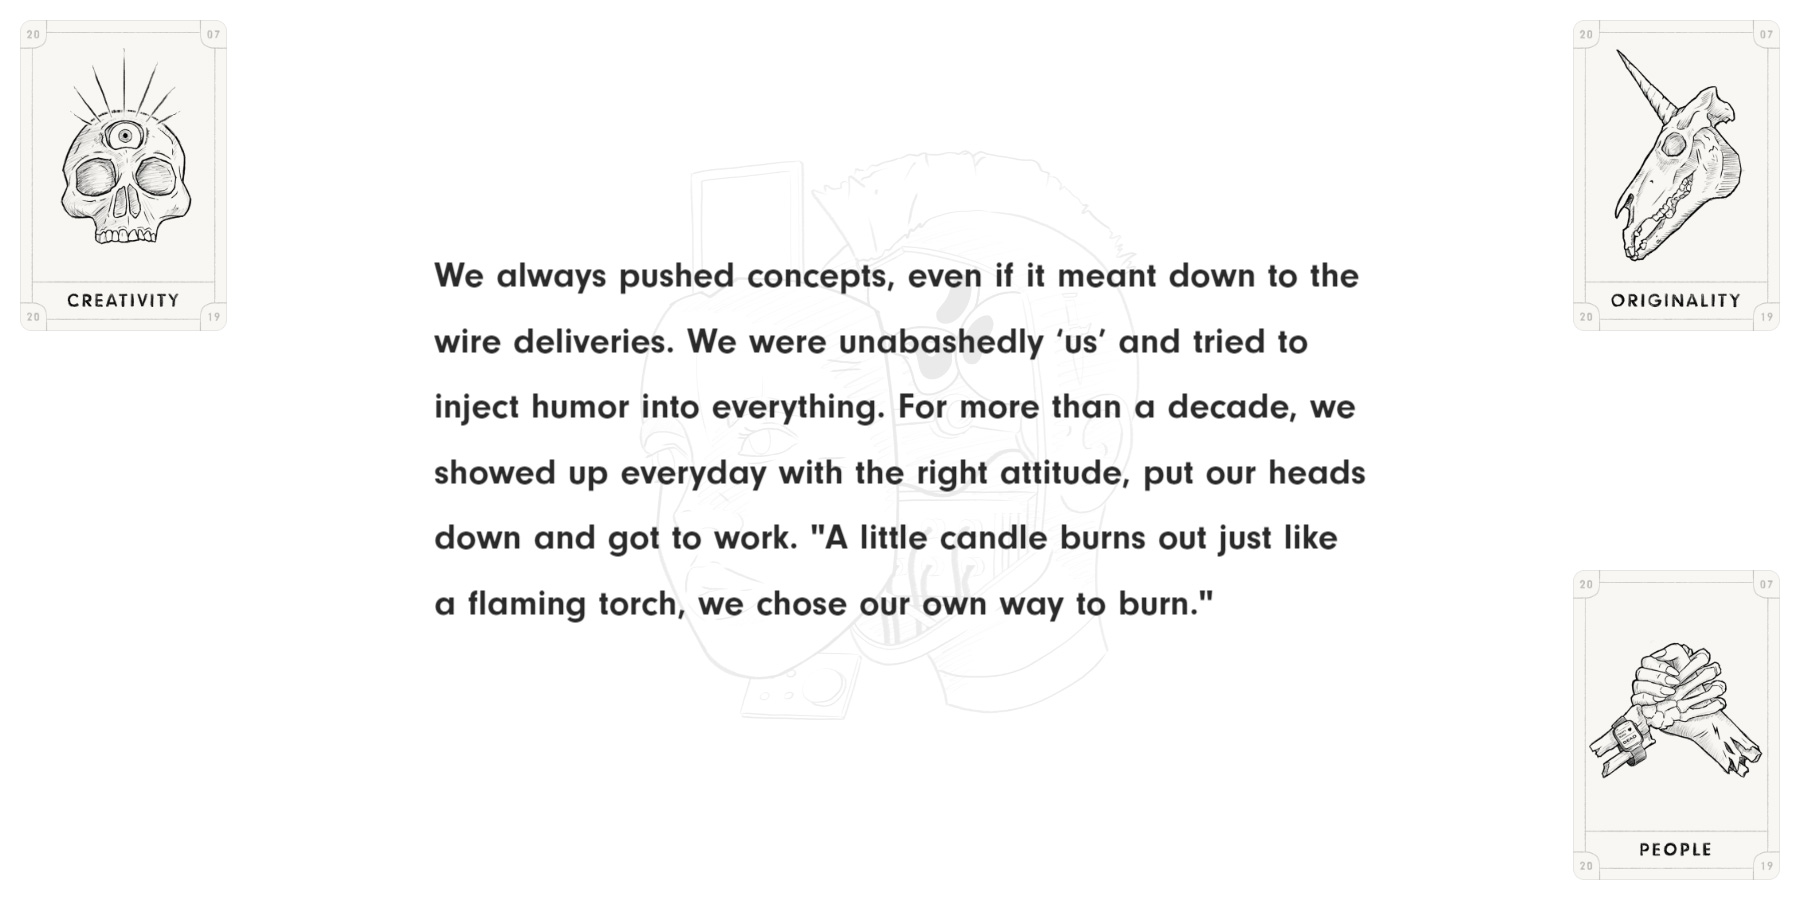 20 07
CREATIVITY
20 19
We always pushed concepts, even if it meant down to the
wire deliveries. We were unabashedly ‘us’ and tried to
inject humor into everything. For more than a decade, we
showed up everyday with the right attitude, put our heads
down and got to work. "A little candle burns out just like
a flaming torch, we chose our own way to burn."
20 07
ORIGINALITY
20 19
20 07
DEAD
PEOPLE
20 19